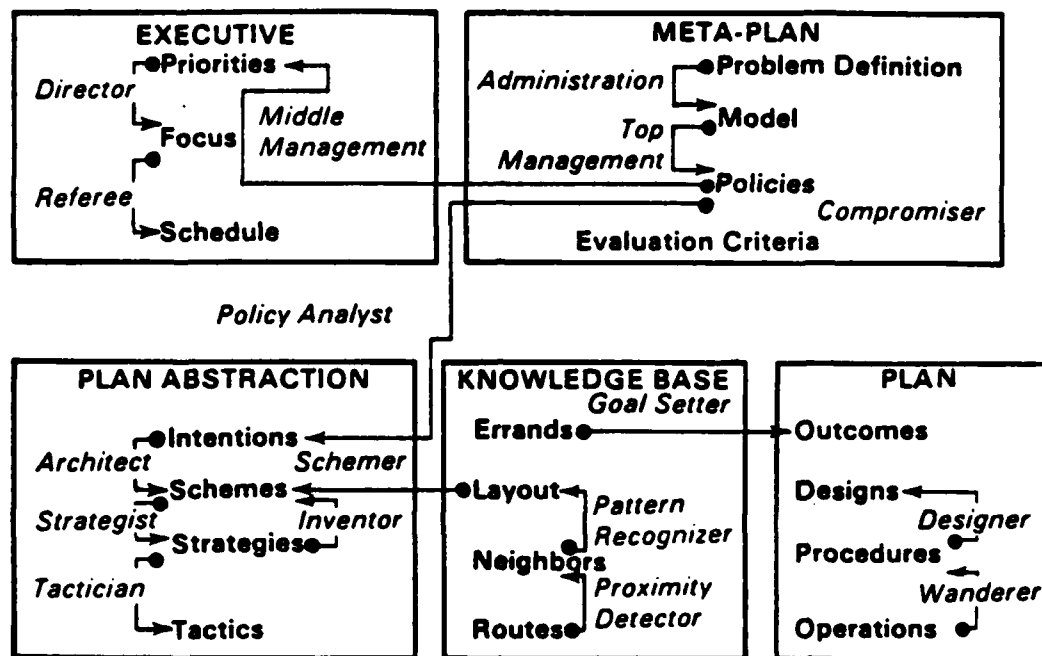 EXECUTIVE
Priorities
Director
Middle
Management
Focus
Referee
Schedule
META-PLAN
Problem Definition
Administration
Model
Top
Management
Policies
Compromiser
Evaluation Criteria
Policy Analyst
PLAN ABSTRACTION
Intentions
Architect
Schemer
Schemes
Strategist
Inventor
Strategies
Tactician
Tactics
KNOWLEDGE BASE
Goal Setter
Errands
Layout
Pattern
Recognizer
Neighbors
Proximity
Detector
Routes
PLAN
Outcomes
Designs
Designer
Procedures
Wanderer
Operations